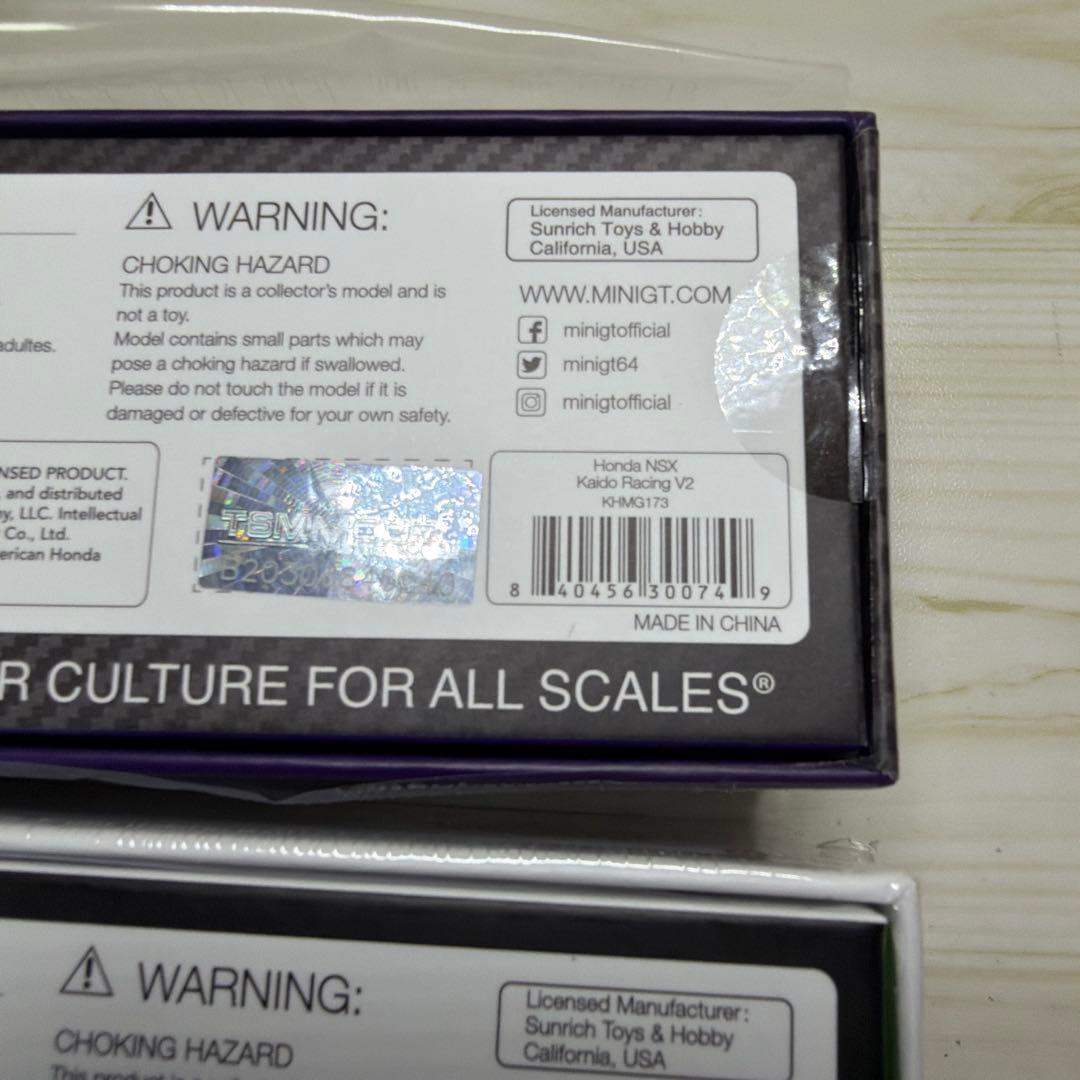 WARNING:
CHOKING HAZARD
This product is a collector's model and is
not a toy.
Model contains small parts which may
pose a choking hazard if swallowed.
Please do not touch the model if it is
damaged or defective for your own safety.
adultes.
Licensed Manufacturer:
Sunrich Toys & Hobby
California, USA
WWW.MINIGT.COM
minigtofficial
minigt64
minigtofficial
NSED PRODUCT.
and distributed
y, LLC. Intellectual
Co., Ltd.
erican Honda
Honda NSX
Kaido Racing V2
KHMG173
8 40456 30074 9
MADE IN CHINA
R CULTURE FOR ALL SCALES®
WARNING:
CHOKING HAZARD
This product is a
Licensed Manufacturer:
Sunrich Toys & Hobby
California, USA